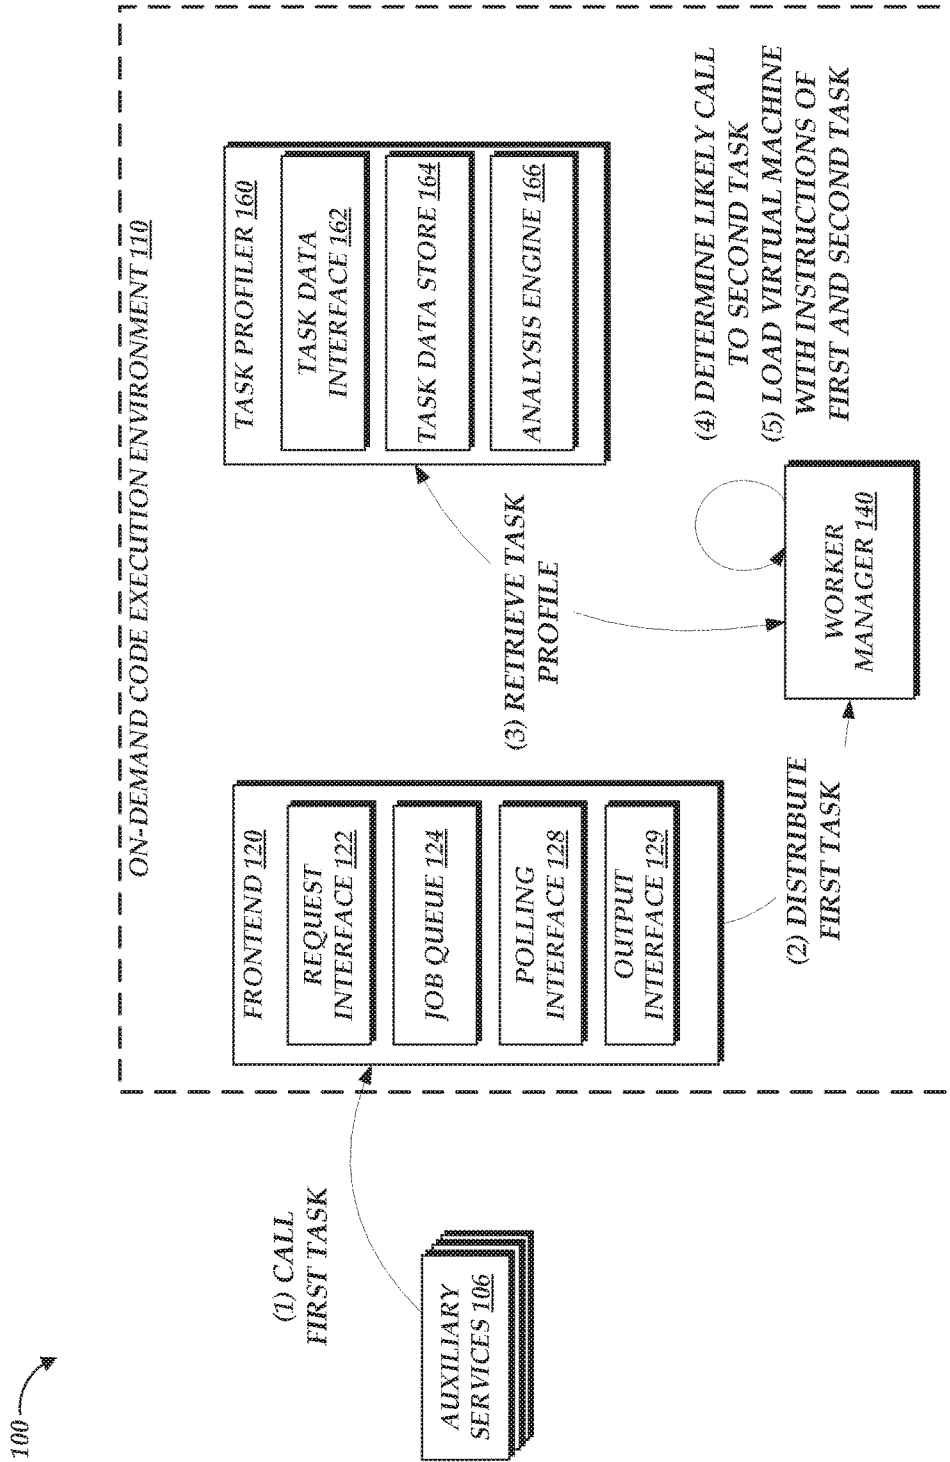 100
ON-DEMAND CODE EXECUTION ENVIRONMENT 110
AUXILIARY
SERVICES 106
(1) CALL
FIRST TASK
FRONTEND 120
REQUEST
INTERFACE 122
JOB QUEUE 124
POLLING
INTERFACE 128
OUTPUT
INTERFACE 129
(2) DISTRIBUTE
FIRST TASK
(3) RETRIEVE TASK
PROFILE
TASK PROFILER 160
TASK DATA
INTERFACE 162
TASK DATA STORE 164
ANALYSIS ENGINE 166
WORKER
MANAGER 140
(4) DETERMINE LIKELY CALL
TO SECOND TASK
(5) LOAD VIRTUAL MACHINE
WITH INSTRUCTIONS OF
FIRST AND SECOND TASK